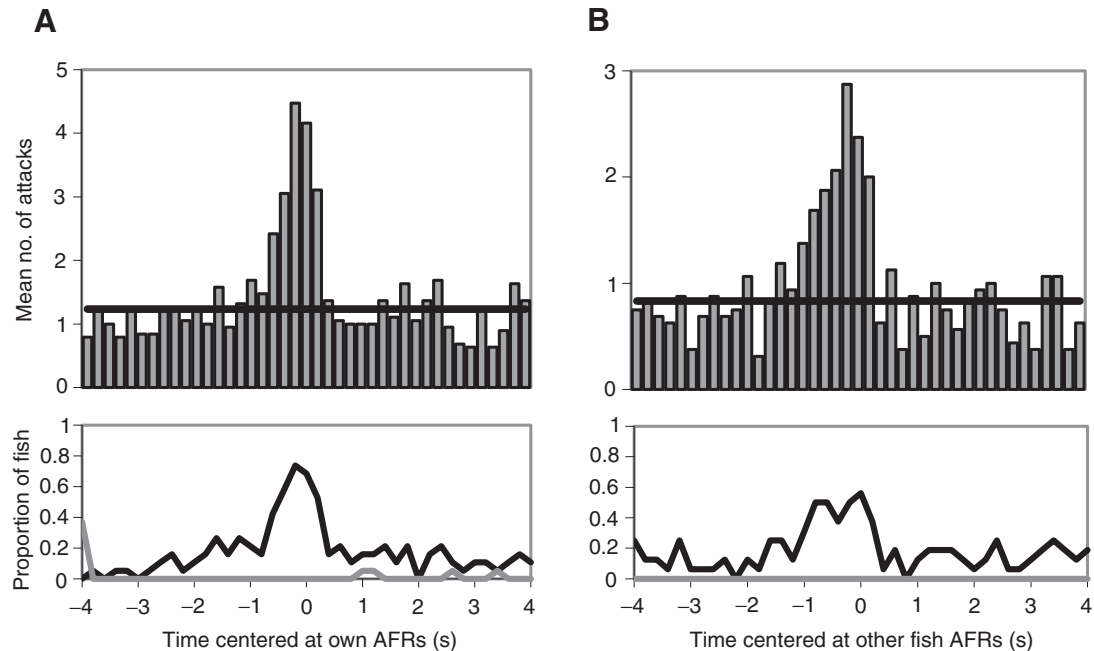 A
B
5
4
3
2
1
0
Mean no. of attacks
3
2
1
0
1
0.8
0.6
0.4
0.2
0
Proportion of fish
–4 –3 –2 –1 0 1 2 3 4
Time centered at own AFRs (s)
1
0.8
0.6
0.4
0.2
0
–4 –3 –2 –1 0 1 2 3 4
Time centered at other fish AFRs (s)